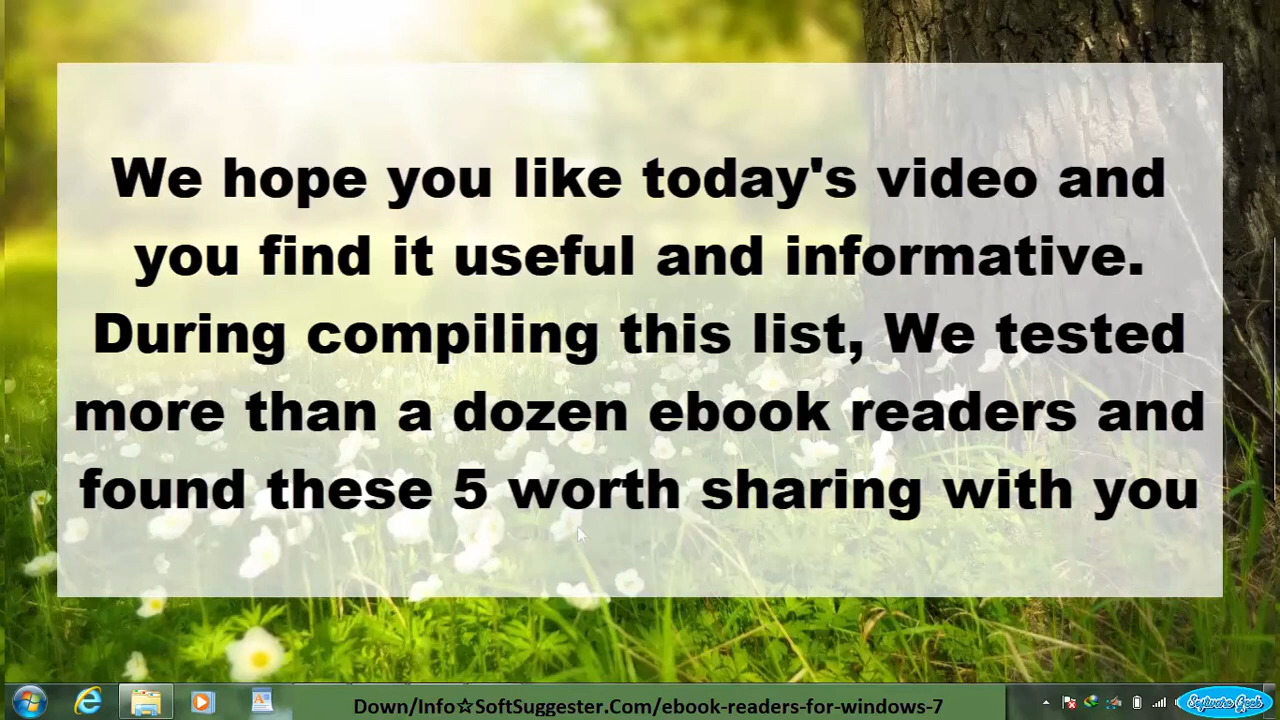 We hope you like today's video and
you find it useful and informative.
During compiling this list, We tested
more than a dozen ebook readers and
found these 5 worth sharing with you
Down/Info☆SoftSuggester.Com/ebook-readers-for-windows-7
Software Geek